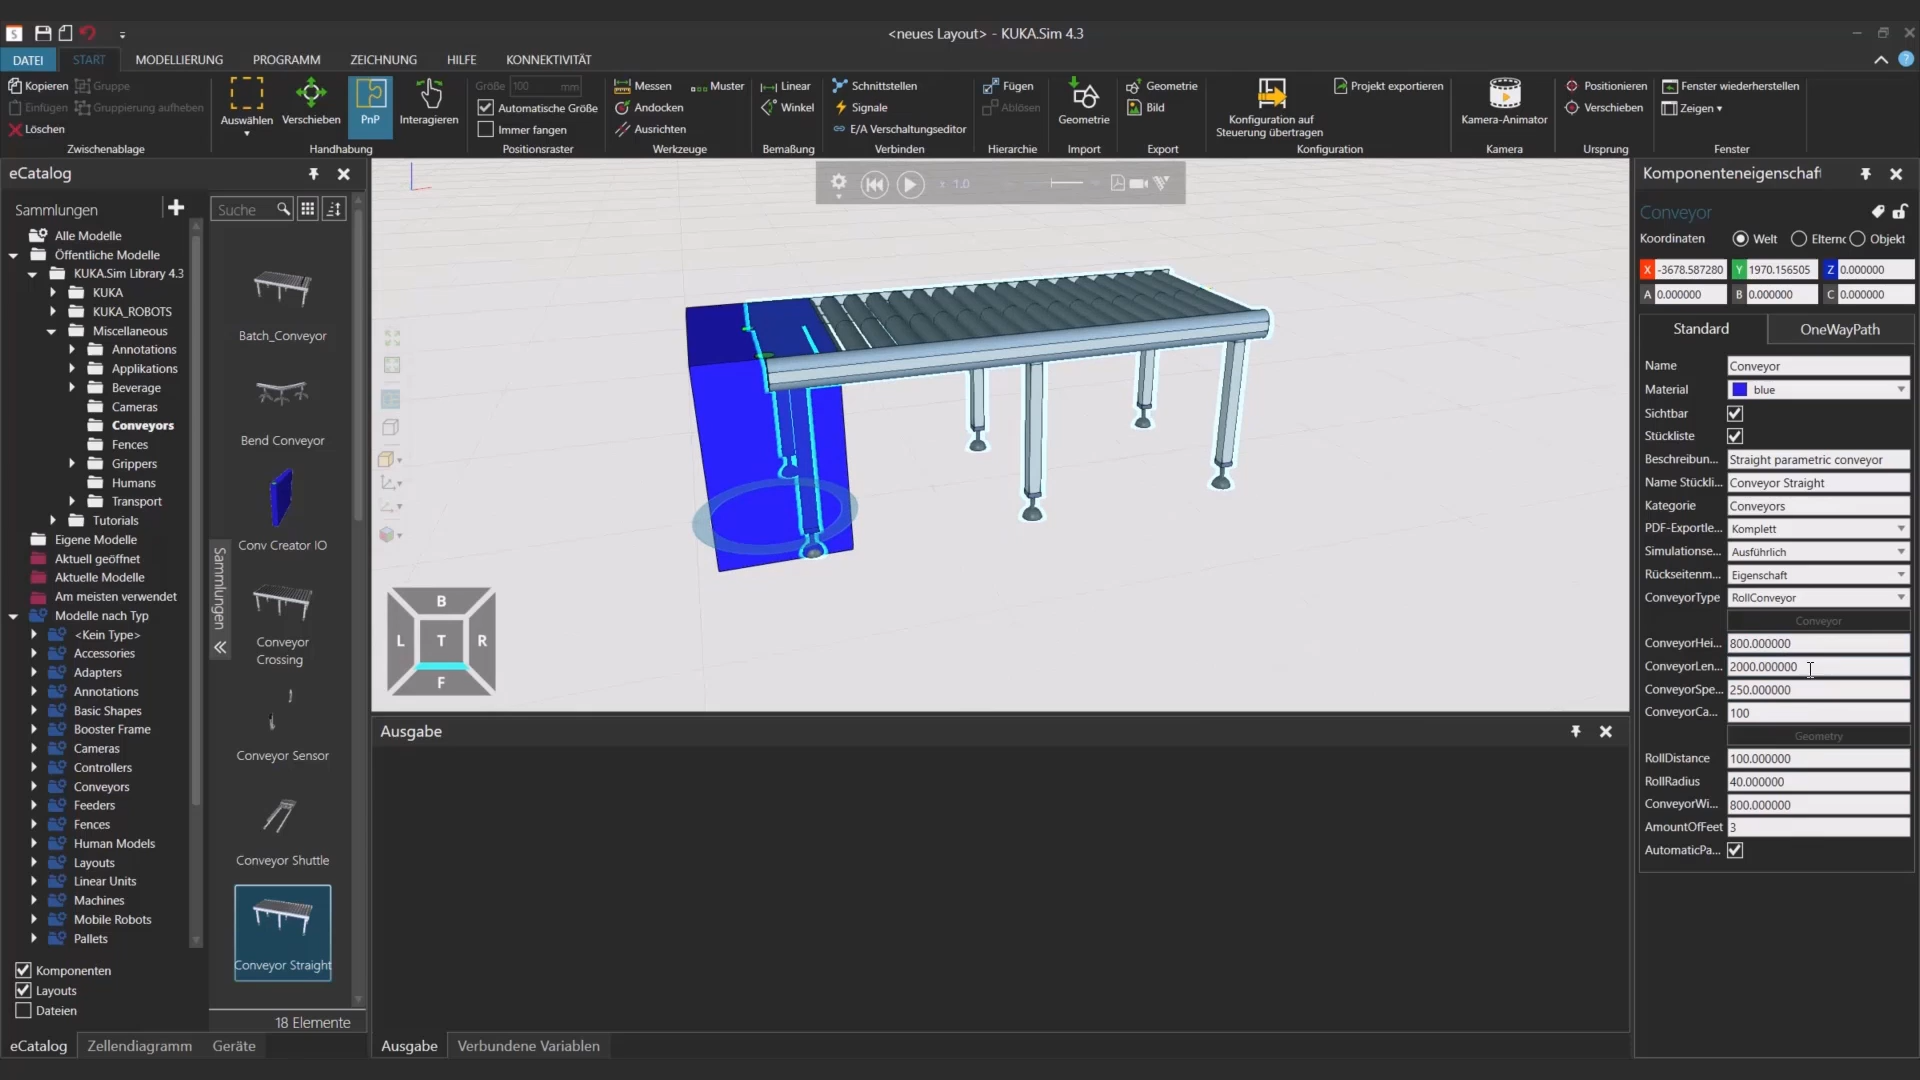 <neues Layout> - KUKA.Sim 4.3
DATEI START MODELLIERUNG PROGRAMM ZEICHNUNG HILFE KONNEKTIVITÄT
Kopieren Gruppe
Einfügen Gruppierung aufheben
Löschen
Zwischenablage
Auswählen Verschieben PnP Interagieren
Handhabung
Größe 100 mm
Automatische Größe
Immer fangen
Positionsraster
Messen Muster
Andocken
Ausrichten
Werkzeuge
Linear
Winkel
Bemaßung
Schnittstellen
Signale
E/A Verschaltungseditor
Verbinden
Fügen
Ablösen
Hierarchie
Geometrie
Import
Geometrie
Bild
Export
Konfiguration auf
Steuerung übertragen
Projekt exportieren
Konfiguration
Kamera-Animator
Kamera
Positionieren
Verschieben
Ursprung
Fenster wiederherstellen
Zeigen
Fenster
eCatalog
Sammlungen
Alle Modelle
Öffentliche Modelle
KUKA.Sim Library 4.3
KUKA
KUKA_ROBOTS
Miscellaneous
Annotations
Applikations
Beverage
Cameras
Conveyors
Fences
Grippers
Humans
Transport
Tutorials
Eigene Modelle
Aktuell geöffnet
Aktuelle Modelle
Am meisten verwendet
Modelle nach Typ
<Kein Type>
Accessories
Adapters
Annotations
Basic Shapes
Booster Frame
Cameras
Controllers
Conveyors
Feeders
Fences
Human Models
Layouts
Linear Units
Machines
Mobile Robots
Pallets
Komponenten
Layouts
Dateien
Sammlungen
Suche
Batch_Conveyor
Bend Conveyor
Conv Creator IO
Conveyor
Crossing
Conveyor Sensor
Conveyor Shuttle
Conveyor Straight
18 Elemente
eCatalog Zellendiagramm Geräte
x 1.0
B
L T R
F
Ausgabe
Ausgabe Verbundene Variablen
Komponenteneigenschaf
Conveyor
Koordinaten Welt Elternc Objekt
X -3678.587280 Y 1970.156505 Z 0.000000
A 0.000000 B 0.000000 C 0.000000
Standard OneWayPath
Name Conveyor
Material blue
Sichtbar
Stückliste
Beschreibun... Straight parametric conveyor
Name Stückli... Conveyor Straight
Kategorie Conveyors
PDF-Exportle... Komplett
Simulationse... Ausführlich
Rückseitenm... Eigenschaft
ConveyorType RollConveyor
Conveyor
ConveyorHei... 800.000000
ConveyorLen... 2000.000000
ConveyorSpe... 250.000000
ConveyorCa... 100
Geometry
RollDistance 100.000000
RollRadius 40.000000
ConveyorWi... 800.000000
AmountOfFeet 3
AutomaticPa...